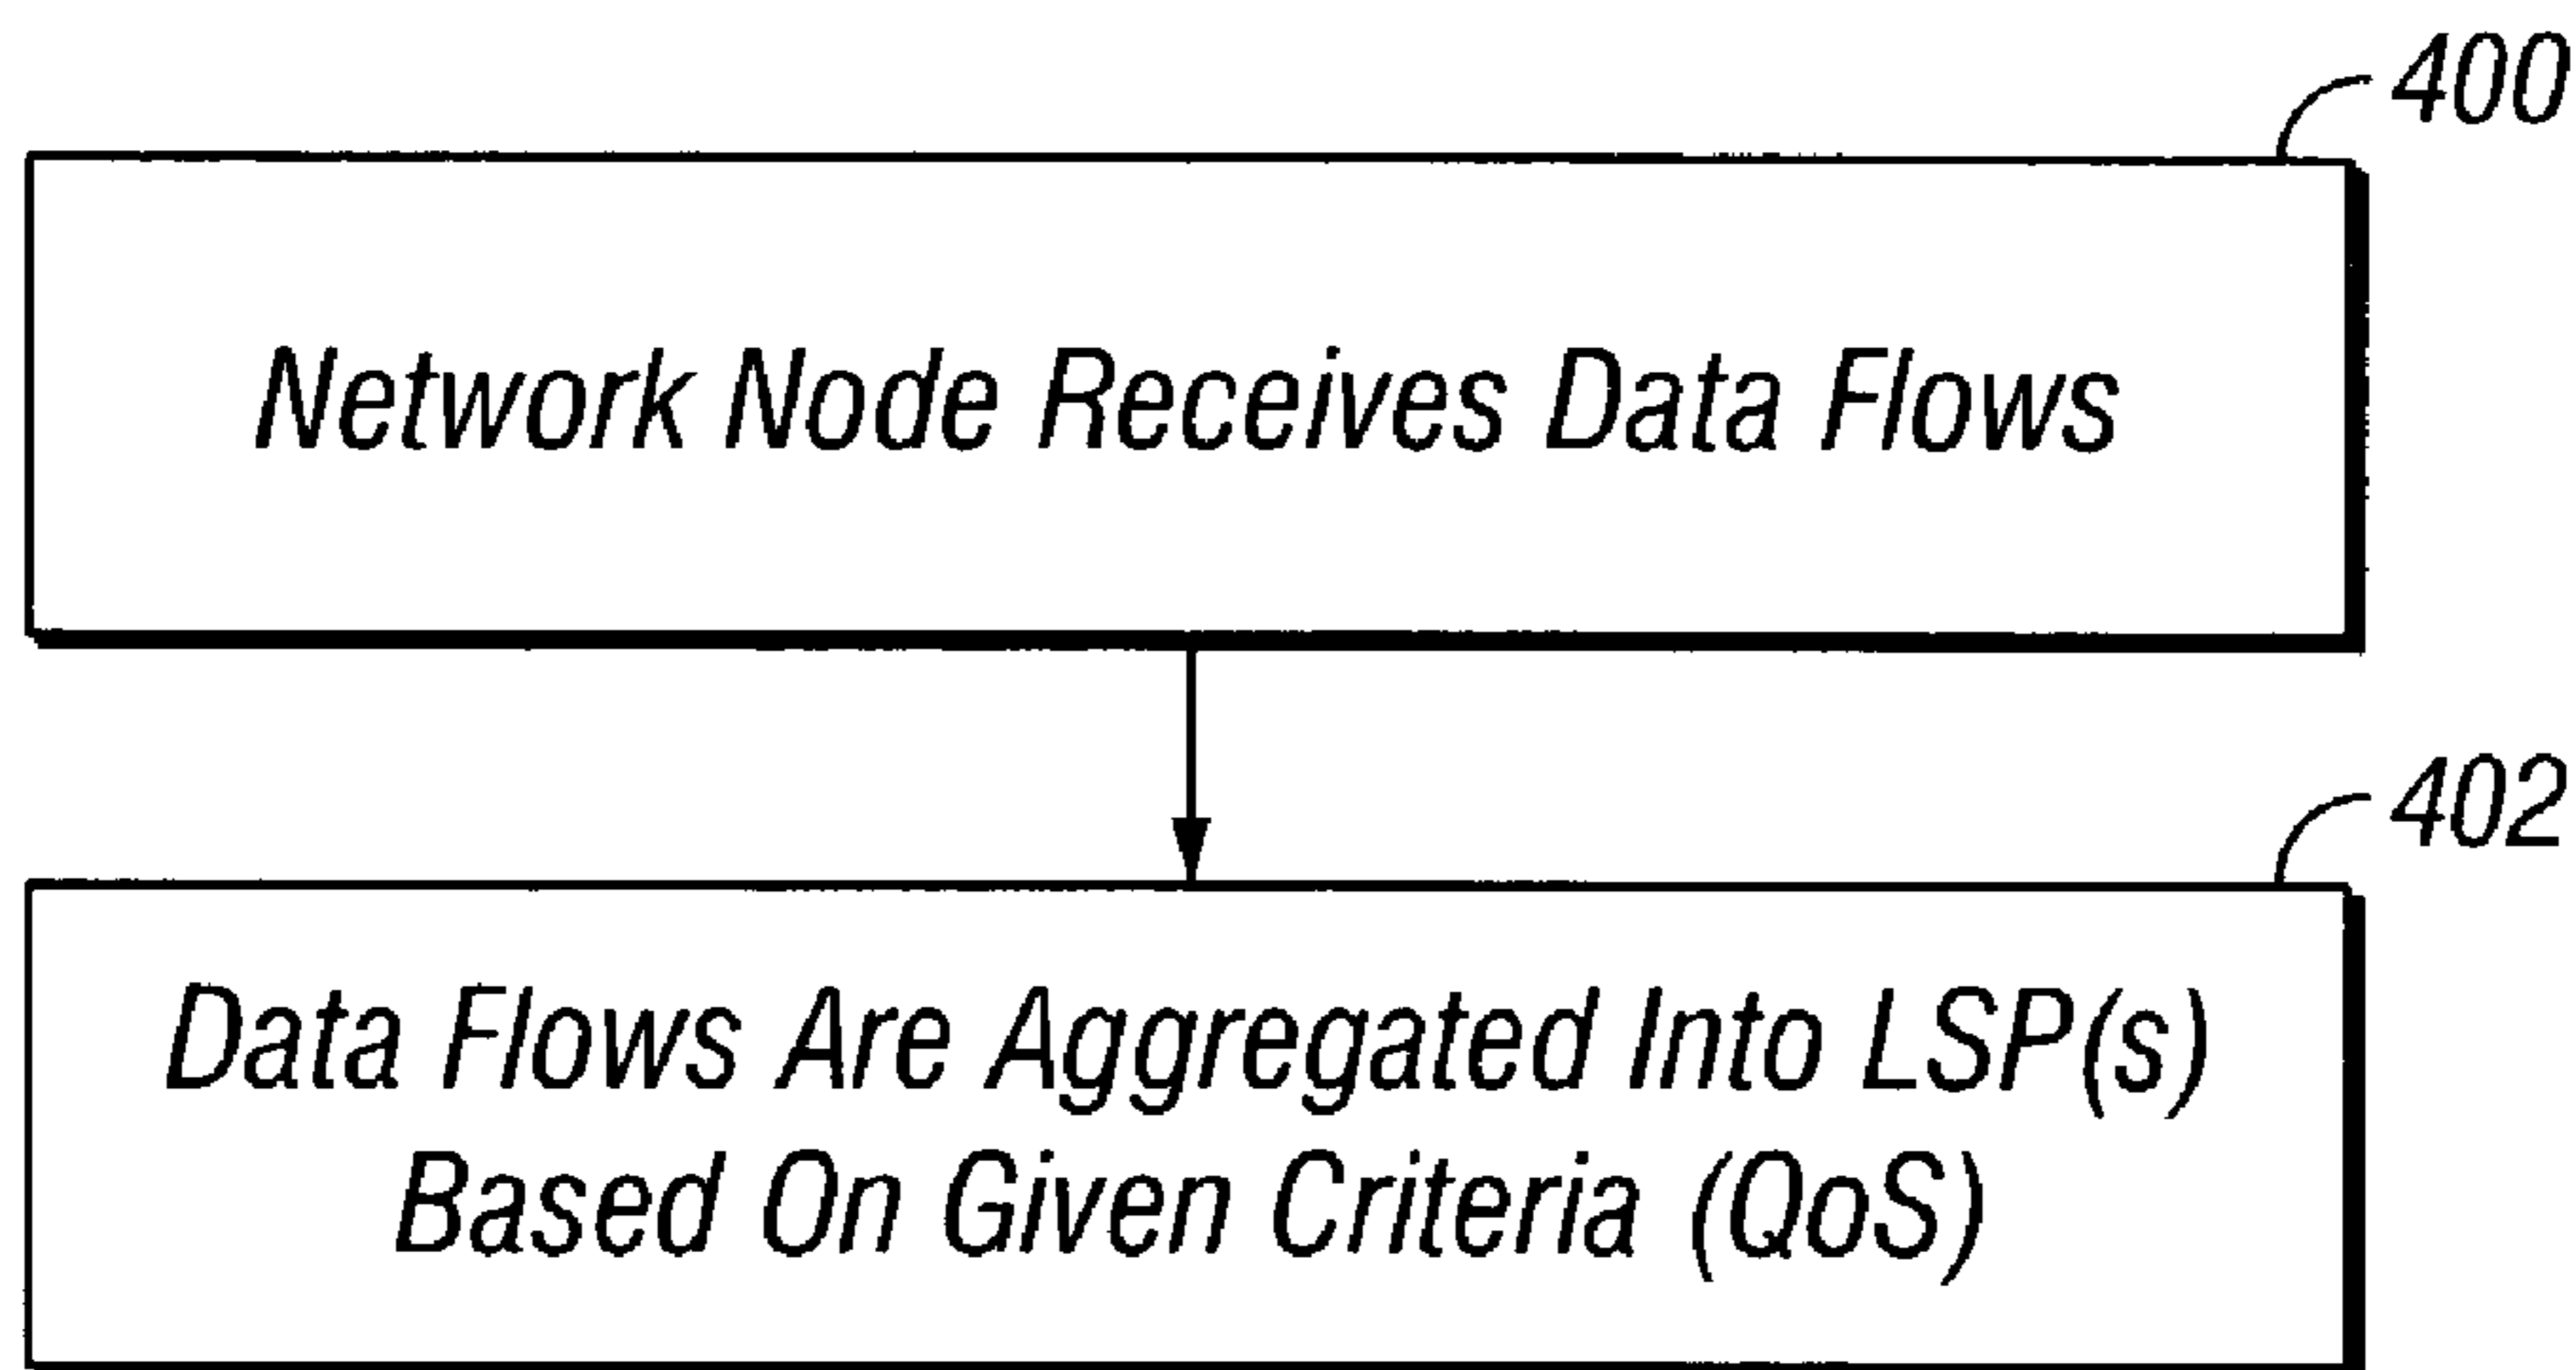 400
Network Node Receives Data Flows
402
Data Flows Are Aggregated Into LSP(s)
Based On Given Criteria (QoS)